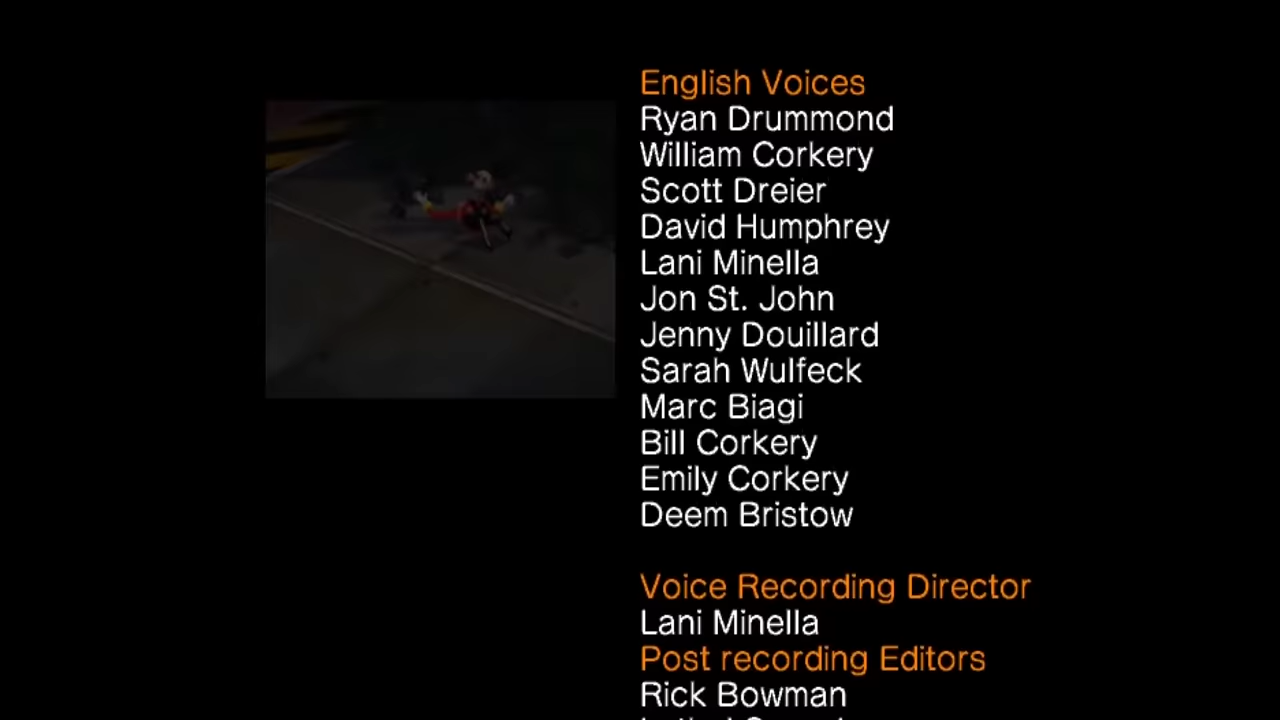 English Voices
Ryan Drummond
William Corkery
Scott Dreier
David Humphrey
Lani Minella
Jon St. John
Jenny Douillard
Sarah Wulfeck
Marc Biagi
Bill Corkery
Emily Corkery
Deem Bristow
Voice Recording Director
Lani Minella
Post recording Editors
Rick Bowman